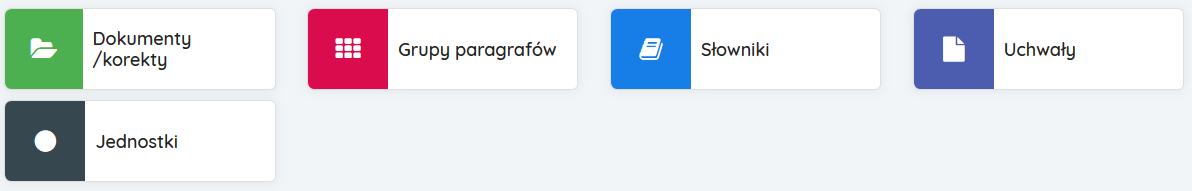 Dokumenty
/korekty
Grupy paragrafów
Słowniki
Uchwały
Jednostki